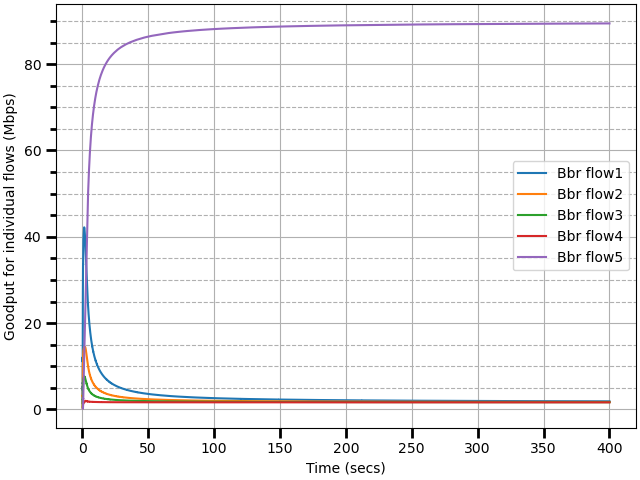 Goodput for individual flows (Mbps)
80
60
40
20
0
Bbr flow1
Bbr flow2
Bbr flow3
Bbr flow4
Bbr flow5
0 50 100 150 200 250 300 350 400
Time (secs)